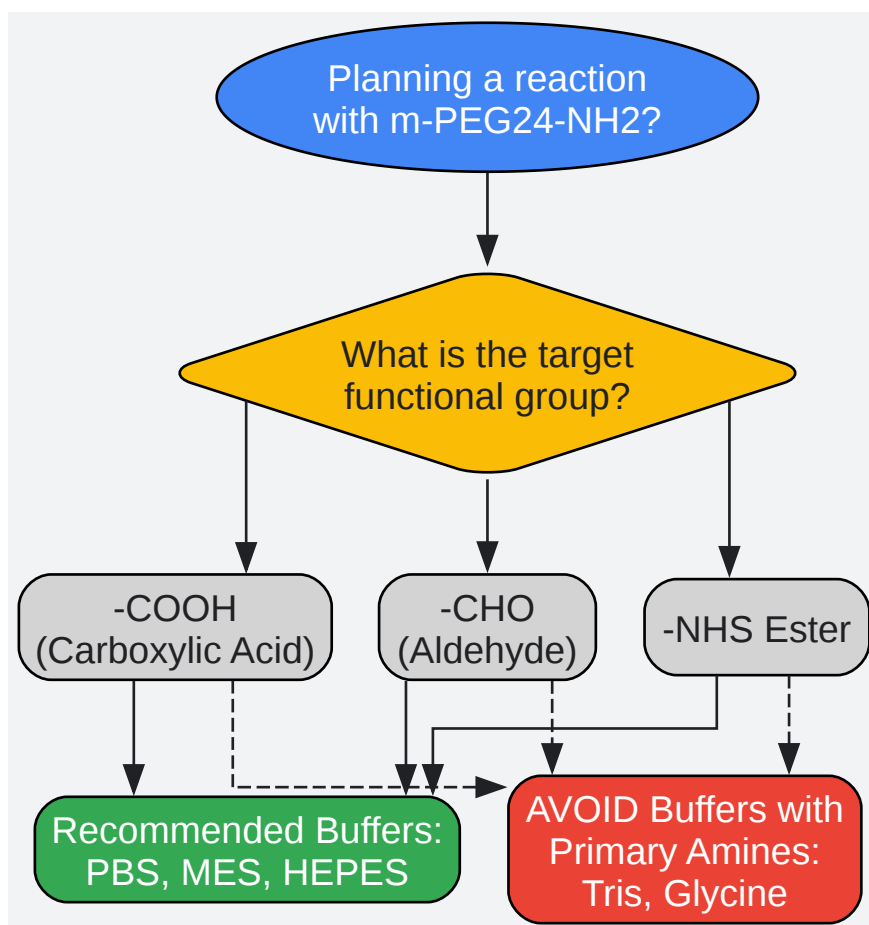 Planning a reaction
with m-PEG24-NH2?
What is the target
functional group?
-COOH
(Carboxylic Acid)
-CHO
(Aldehyde)
-NHS Ester
Recommended Buffers:
PBS, MES, HEPES
AVOID Buffers with
Primary Amines:
Tris, Glycine